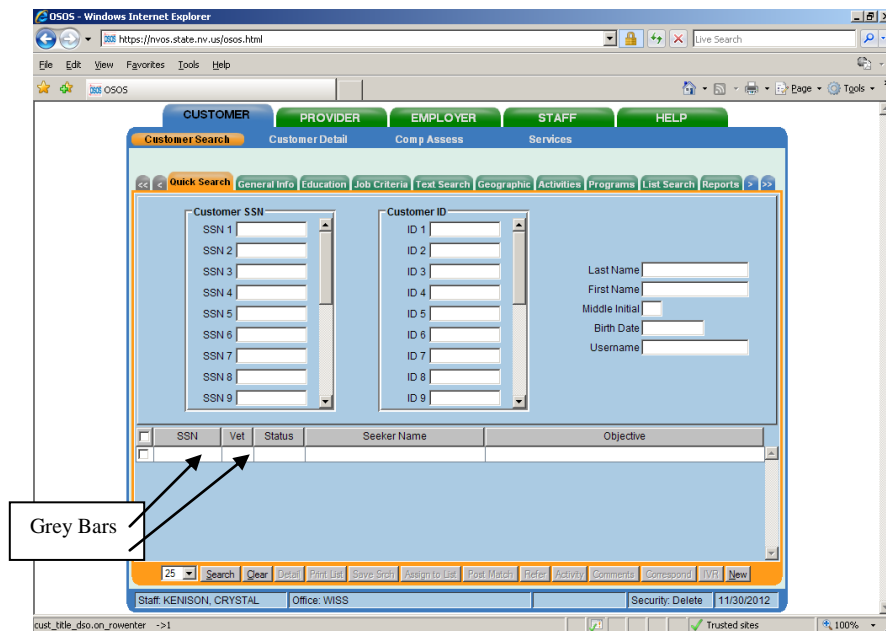 OSOS - Windows Internet Explorer
https://nvos.state.nv.us/osos.html
Live Search
File Edit View Favorites Tools Help
OSOS
Page Tools
CUSTOMER PROVIDER EMPLOYER STAFF HELP
Customer Search Customer Detail Comp Assess Services
<< < Quick Search General Info Education Job Criteria Text Search Geographic Activities Programs List Search Reports > >>
Customer SSN Customer ID
SSN 1 ID 1
SSN 2 ID 2
SSN 3 ID 3
Last Name
SSN 4 ID 4
First Name
Middle Initial
SSN 5 ID 5
Birth Date
SSN 6 ID 6
Username
SSN 7 ID 7
SSN 8 ID 8
SSN 9 ID 9
SSN Vet Status Seeker Name Objective
Grey Bars
25 Search Clear Detail Print List Save Srch Assign to List Post Match Refer Activity Comments Correspond IVR New
Staff: KENISON, CRYSTAL Office: WISS Security: Delete 11/30/2012
cust_title_dso.on_rowenter ->1 Trusted sites 100%